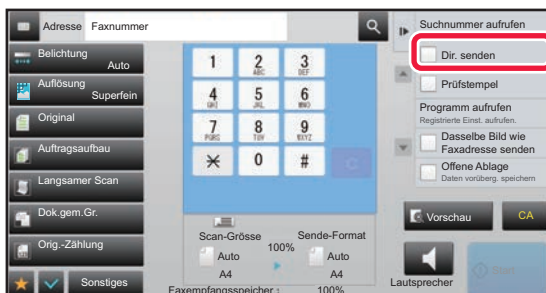 Adresse Faxnummer
Belichtung
Auto
Auflösung
Superfein
Original
Auftragsaufbau
Langsamer Scan
Dok.gem.Gr.
Orig.-Zählung
Sonstiges
1 2 3
ABC DEF
4 5 6
GHI JKL MNO
7 8 9
PQRS TUV WXYZ
0 #
C
Scan-Grösse
Auto
A4
100%
Sende-Format
Auto
A4
Faxempfangsspeicher : 100%
Suchnummer aufrufen
Dir. senden
Prüfstempel
Programm aufrufen
Registrierte Einst. aufrufen.
Dasselbe Bild wie
Faxadresse senden
Offene Ablage
Daten vorüberg. speichern
Vorschau
CA
Lautsprecher
Start